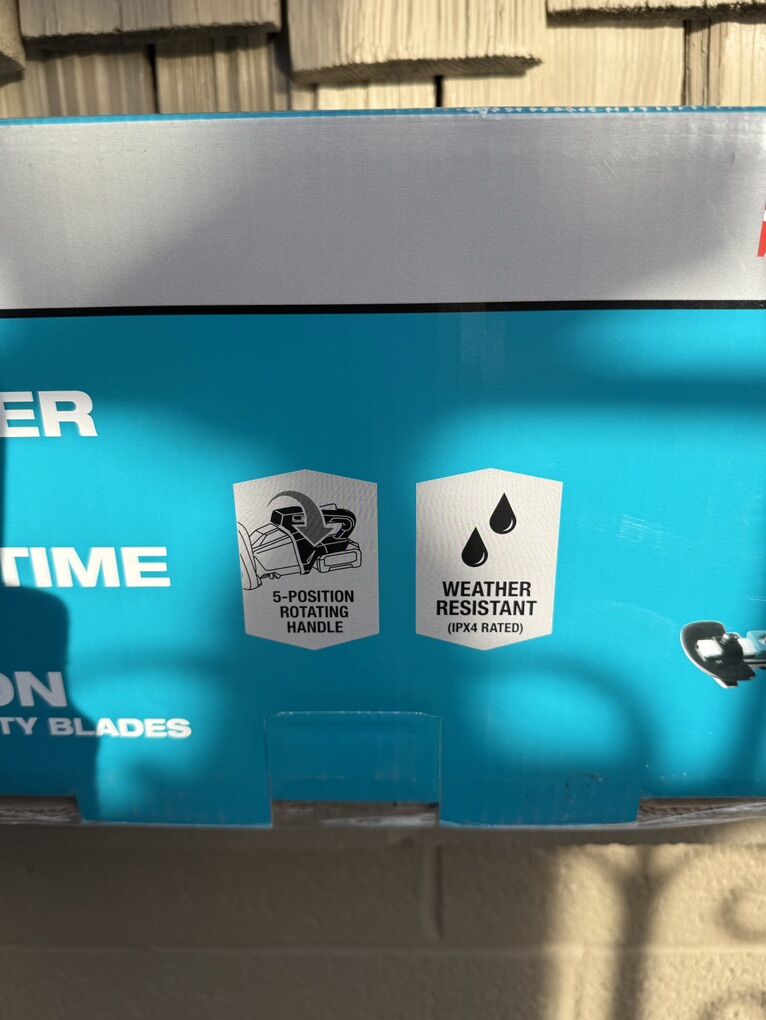 ER
TIME
ON
TY BLADES
5-POSITION
ROTATING
HANDLE
WEATHER
RESISTANT
(IPX4 RATED)